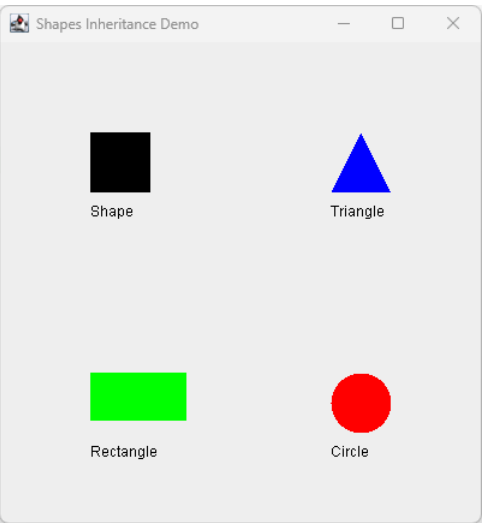 Shapes Inheritance Demo
Shape
Triangle
Rectangle
Circle